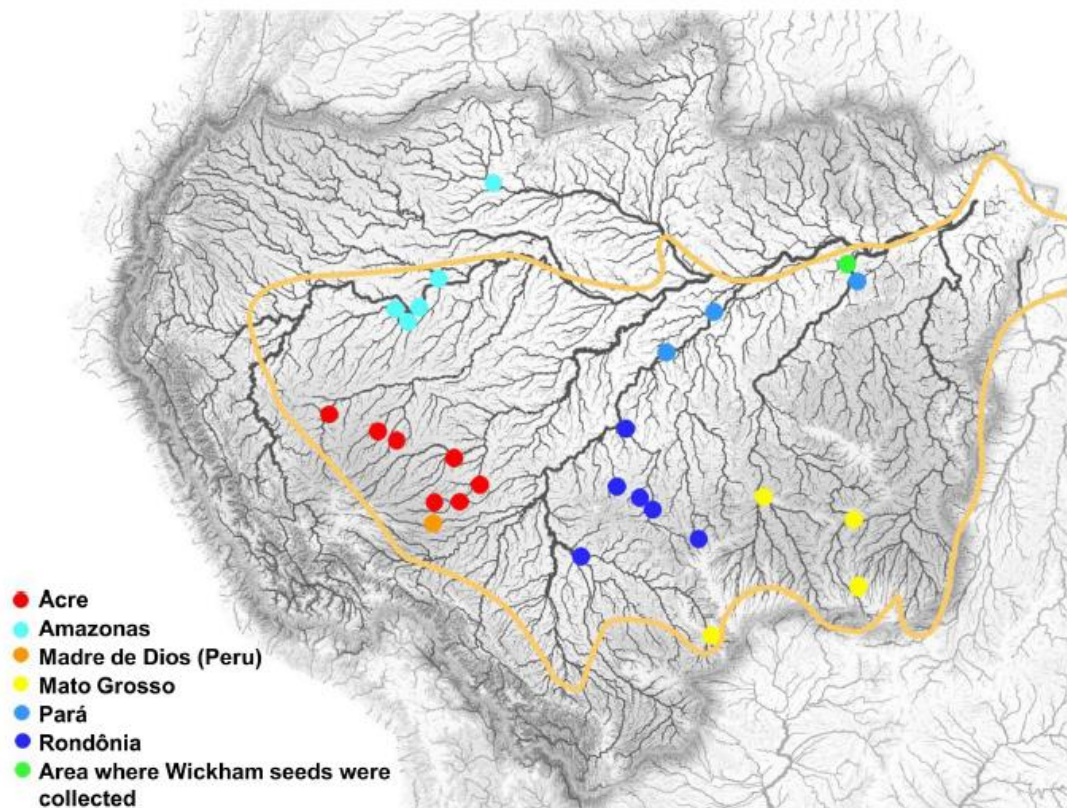 Acre
Amazonas
Madre de Dios (Peru)
Mato Grosso
Pará
Rondônia
Area where Wickham seeds were
collected